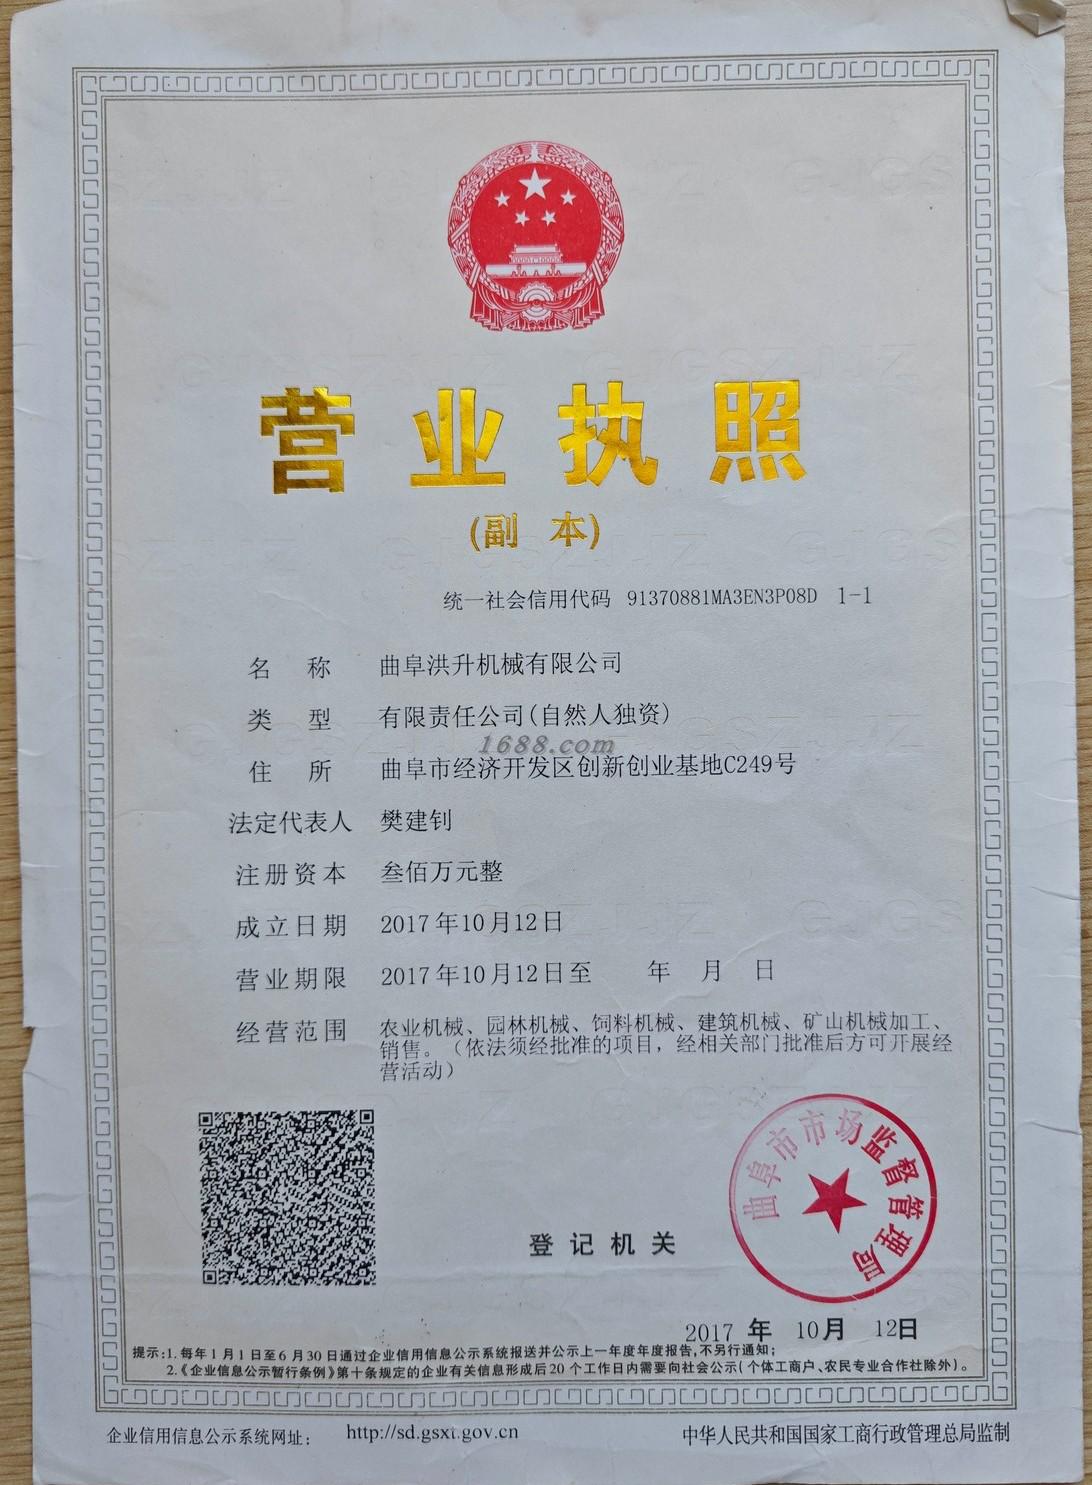 营业执照
(副 本)
统一社会信用代码 91370881MA3EN3P08D 1-1
名称 曲阜洪升机械有限公司
类型 有限责任公司(自然人独资)
1688.com
住所 曲阜市经济开发区创新创业基地C249号
法定代表人 樊建钊
注册资本 叁佰万元整
成立日期 2017年10月12日
营业期限 2017年10月12日至 年 月 日
经营范围 农业机械、园林机械、饲料机械、建筑机械、矿山机械加工、
销售。（依法须经批准的项目，经相关部门批准后方可开展经
营活动）
曲阜市市场监督管理局
登记机关
2017 年 10月 12日
提示:1.每年1月1日至6月30日通过企业信用信息公示系统报送并公示上一年度年度报告,不另行通知;
2.《企业信息公示暂行条例》第十条规定的企业有关信息形成后20个工作日内需要向社会公示(个体工商户、农民专业合作社除外)。
企业信用信息公示系统网址: http://sd.gsxt.gov.cn 中华人民共和国国家工商行政管理总局监制